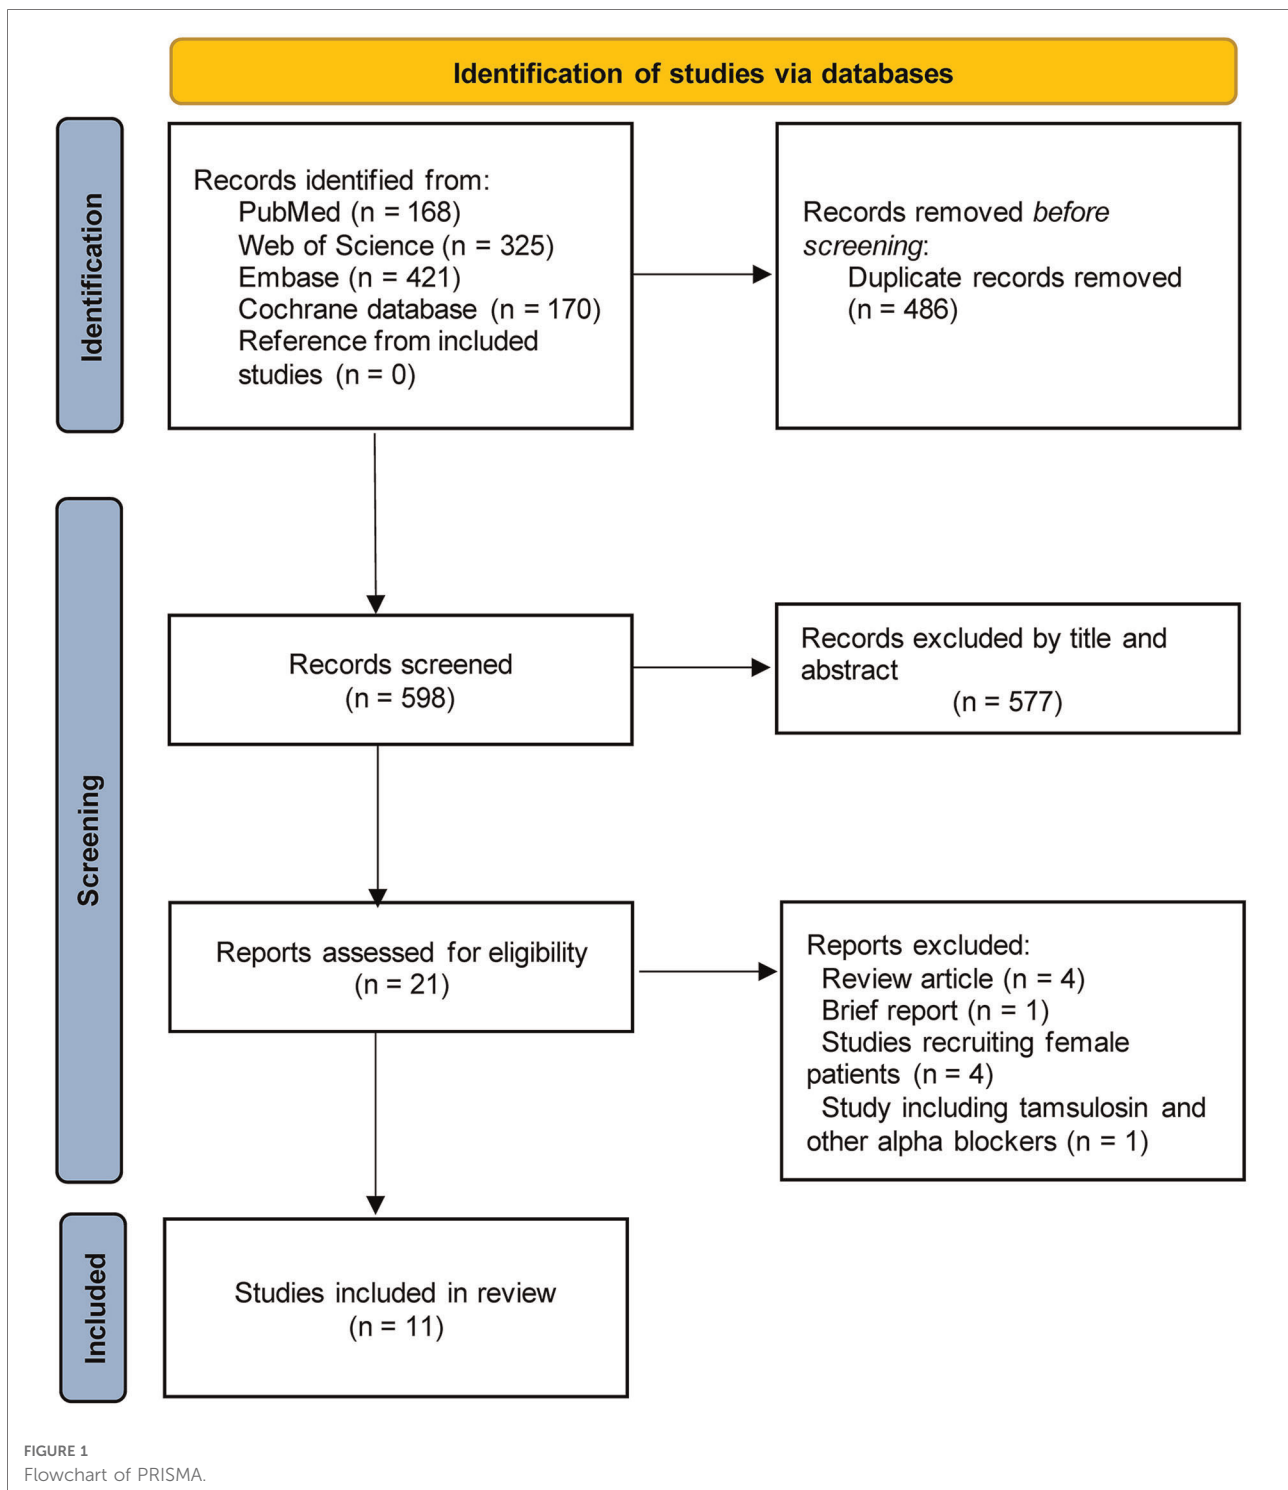 Identification of studies via databases
Identification
Records identified from:
PubMed (n = 168)
Web of Science (n = 325)
Embase (n = 421)
Cochrane database (n = 170)
Reference from included
studies (n = 0)
Records removed before
screening:
Duplicate records removed
(n = 486)
Screening
Records screened
(n = 598)
Records excluded by title and
abstract
(n = 577)
Reports assessed for eligibility
(n = 21)
Reports excluded:
Review article (n = 4)
Brief report (n = 1)
Studies recruiting female
patients (n = 4)
Study including tamsulosin and
other alpha blockers (n = 1)
Included
Studies included in review
(n = 11)
FIGURE 1
Flowchart of PRISMA.